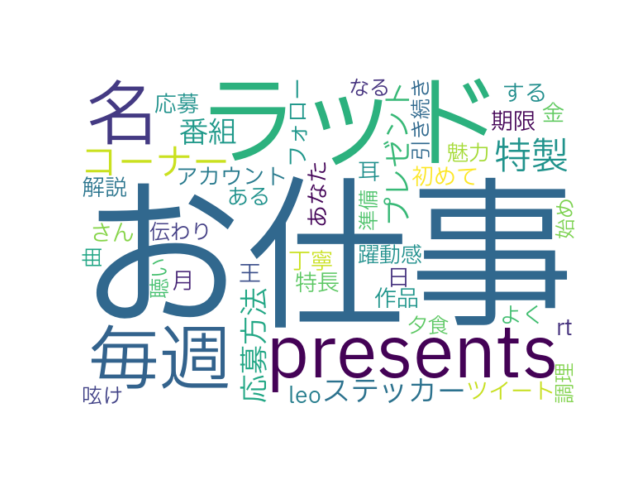 なる
引き続き
する
名
応募
ラッド
フォロー
プレゼント
金
番組
期限
コーナー
魅力
特製
解説
アカウント
あなた
耳
初めて
ある
準備
始め
お仕事
さん
伝わり
曲
聴い
月
王
丁寧
特長
躍動感
日
作品
毎週
応募方法
presents
夕食
よく
rt
呟け
leo
ステッカー
ツイート
調理